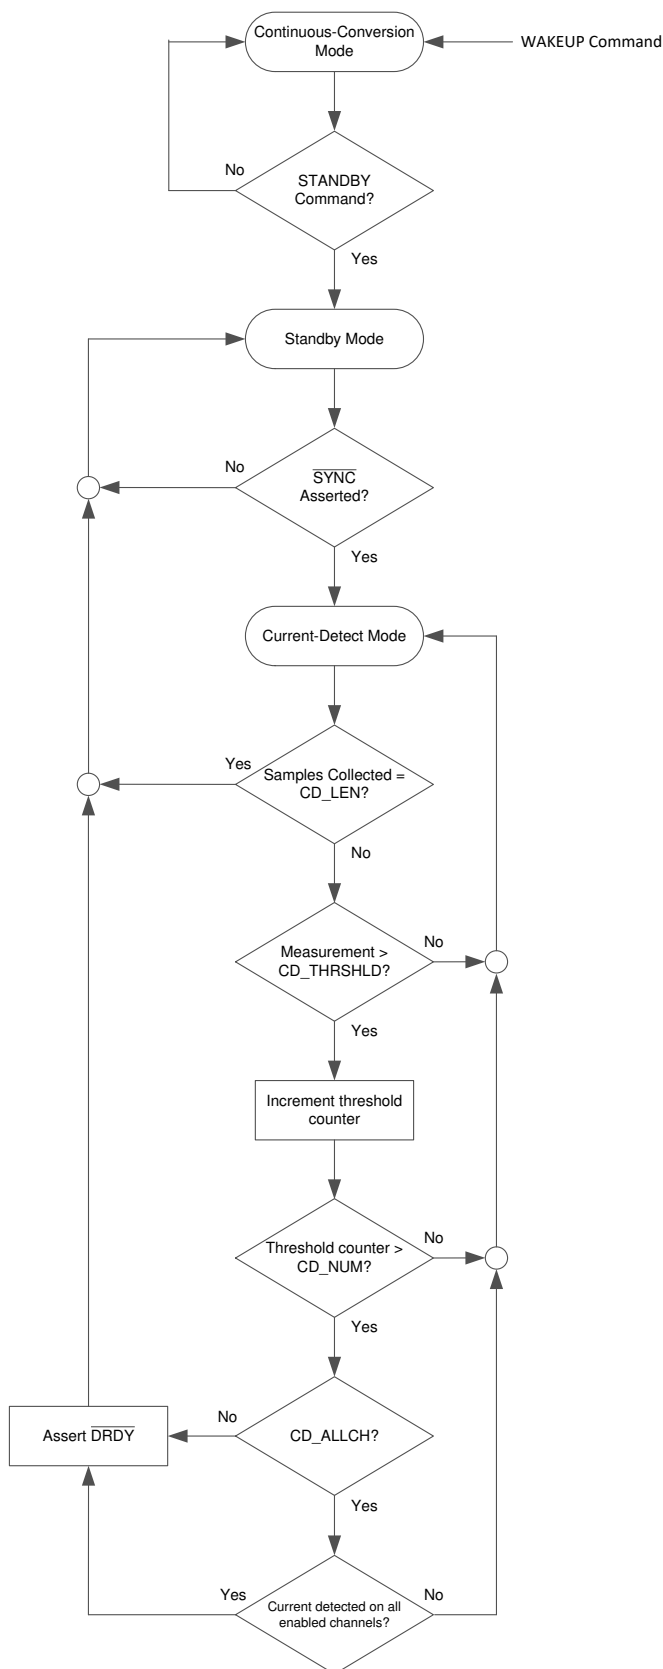 Continuous-Conversion
Mode
WAKEUP Command
No
STANDBY
Command?
Yes
Standby Mode
No
SYNC
Asserted?
Yes
Current-Detect Mode
Yes
Samples Collected =
CD_LEN?
No
Measurement >
CD_THRSHLD?
No
Yes
Increment threshold
counter
Threshold counter >
CD_NUM?
No
Yes
Assert DRDY
No
CD_ALLCH?
Yes
Yes
Current detected on all
enabled channels?
No